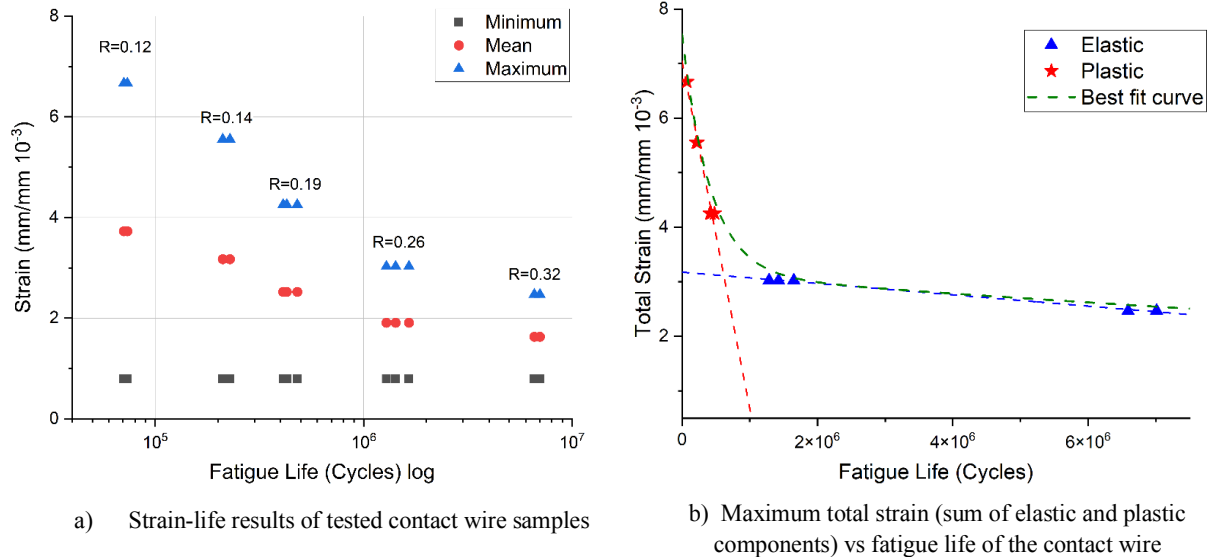 8
6
4
2
0
Strain (mm/mm 10⁻³)
R=0.12
R=0.14
R=0.19
R=0.26
R=0.32
Minimum
Mean
Maximum
10⁵
10⁶
10⁷
Fatigue Life (Cycles) log
a) Strain-life results of tested contact wire samples
8
6
4
2
Total Strain (mm/mm 10⁻³)
Elastic
Plastic
Best fit curve
0
2×10⁶
4×10⁶
6×10⁶
Fatigue Life (Cycles)
b) Maximum total strain (sum of elastic and plastic
components) vs fatigue life of the contact wire